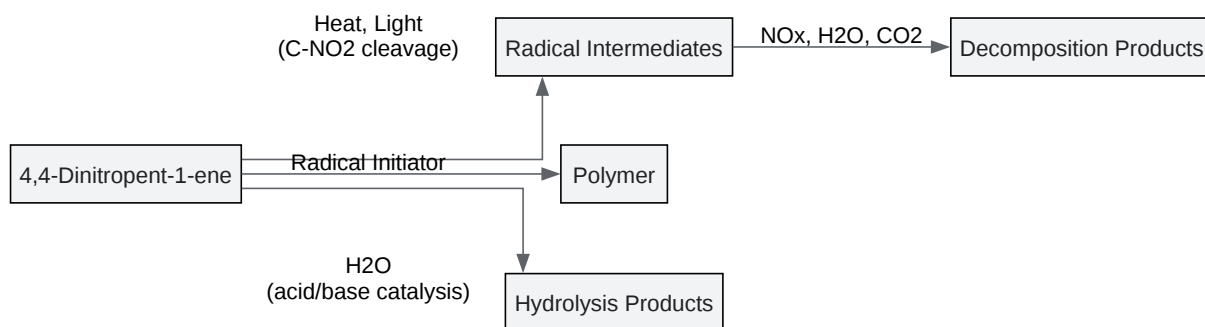 Heat, Light
(C-NO2 cleavage)
Radical Intermediates
NOx, H2O, CO2
Decomposition Products
4,4-Dinitropent-1-ene
Radical Initiator
Polymer
H2O
(acid/base catalysis)
Hydrolysis Products